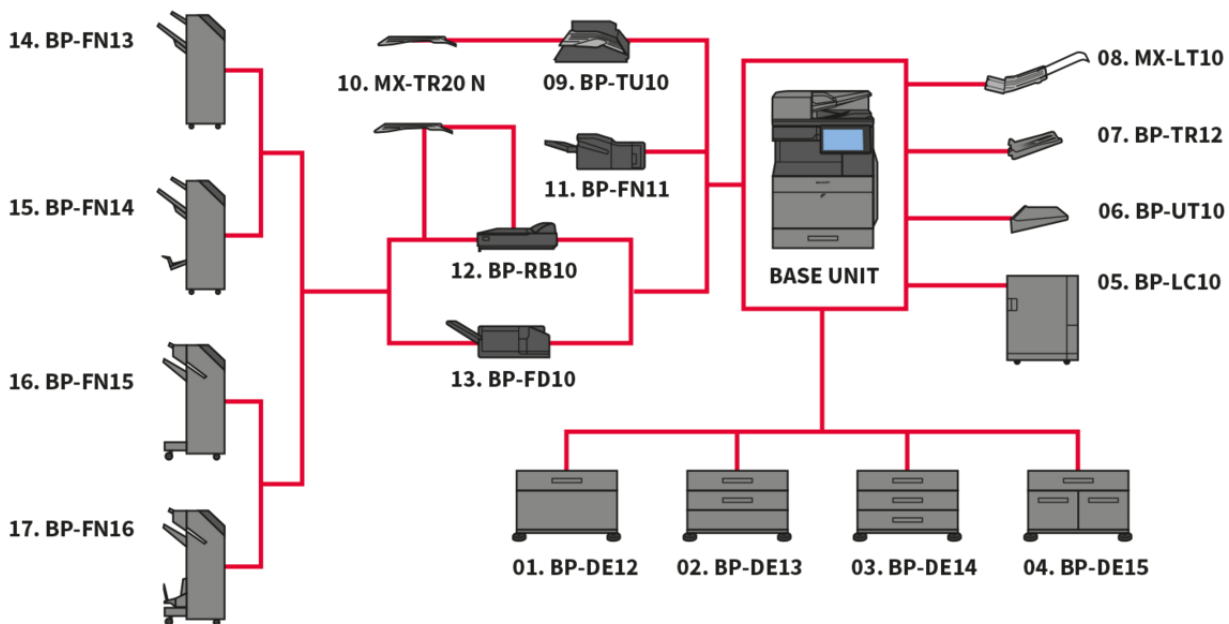 14. BP-FN13
10. MX-TR20 N
09. BP-TU10
08. MX-LT10
07. BP-TR12
11. BP-FN11
15. BP-FN14
06. BP-UT10
12. BP-RB10
BASE UNIT
05. BP-LC10
16. BP-FN15
13. BP-FD10
17. BP-FN16
01. BP-DE12
02. BP-DE13
03. BP-DE14
04. BP-DE15